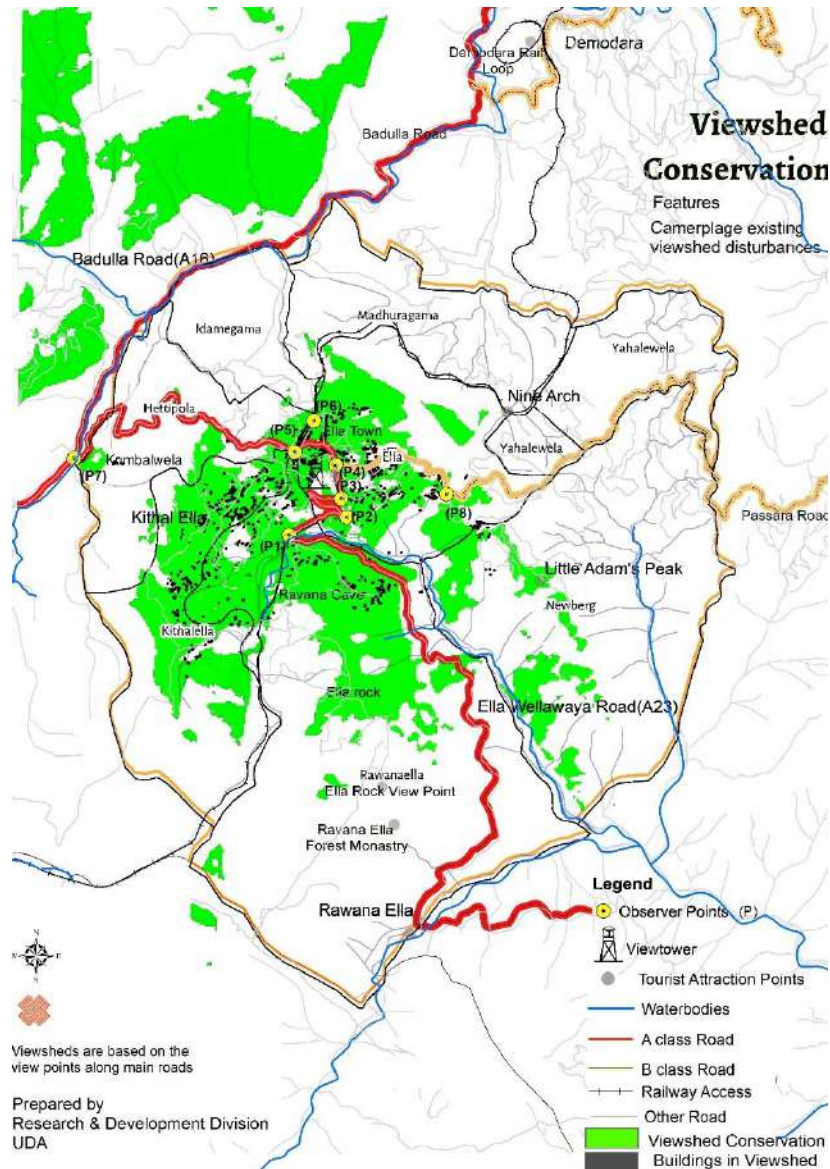 Demodara Rail
Loop
Demodara
Badulla Road
Viewshed
Conservation
Features
Camerplage existing
viewshed disturbances
Badulla Road(A16)
Idamegama
Madhuragama
Yahalewela
Hettipola
Nine Arch
(P6)
Elle Town
(P5)
Yahalewela
Ella
(P4)
Kumbalwela
(P7)
(P3)
(P8)
Kithal Ella
(P2)
Passara Road
(P1)
Little Adam's Peak
Ravana Cave
Newberg
Kithalella
Ella rock
Ella Wellawaya Road(A23)
Rawanaella
Ella Rock View Point
Ravana Ella
Forest Monastry
Rawana Ella
Legend
Observer Points (P)
Viewtower
Tourist Attraction Points
Waterbodies
A class Road
B class Road
Railway Access
Other Road
Viewshed Conservation
Buildings in Viewshed
N
Viewsheds are based on the
view points along main roads
Prepared by
Research & Development Division
UDA